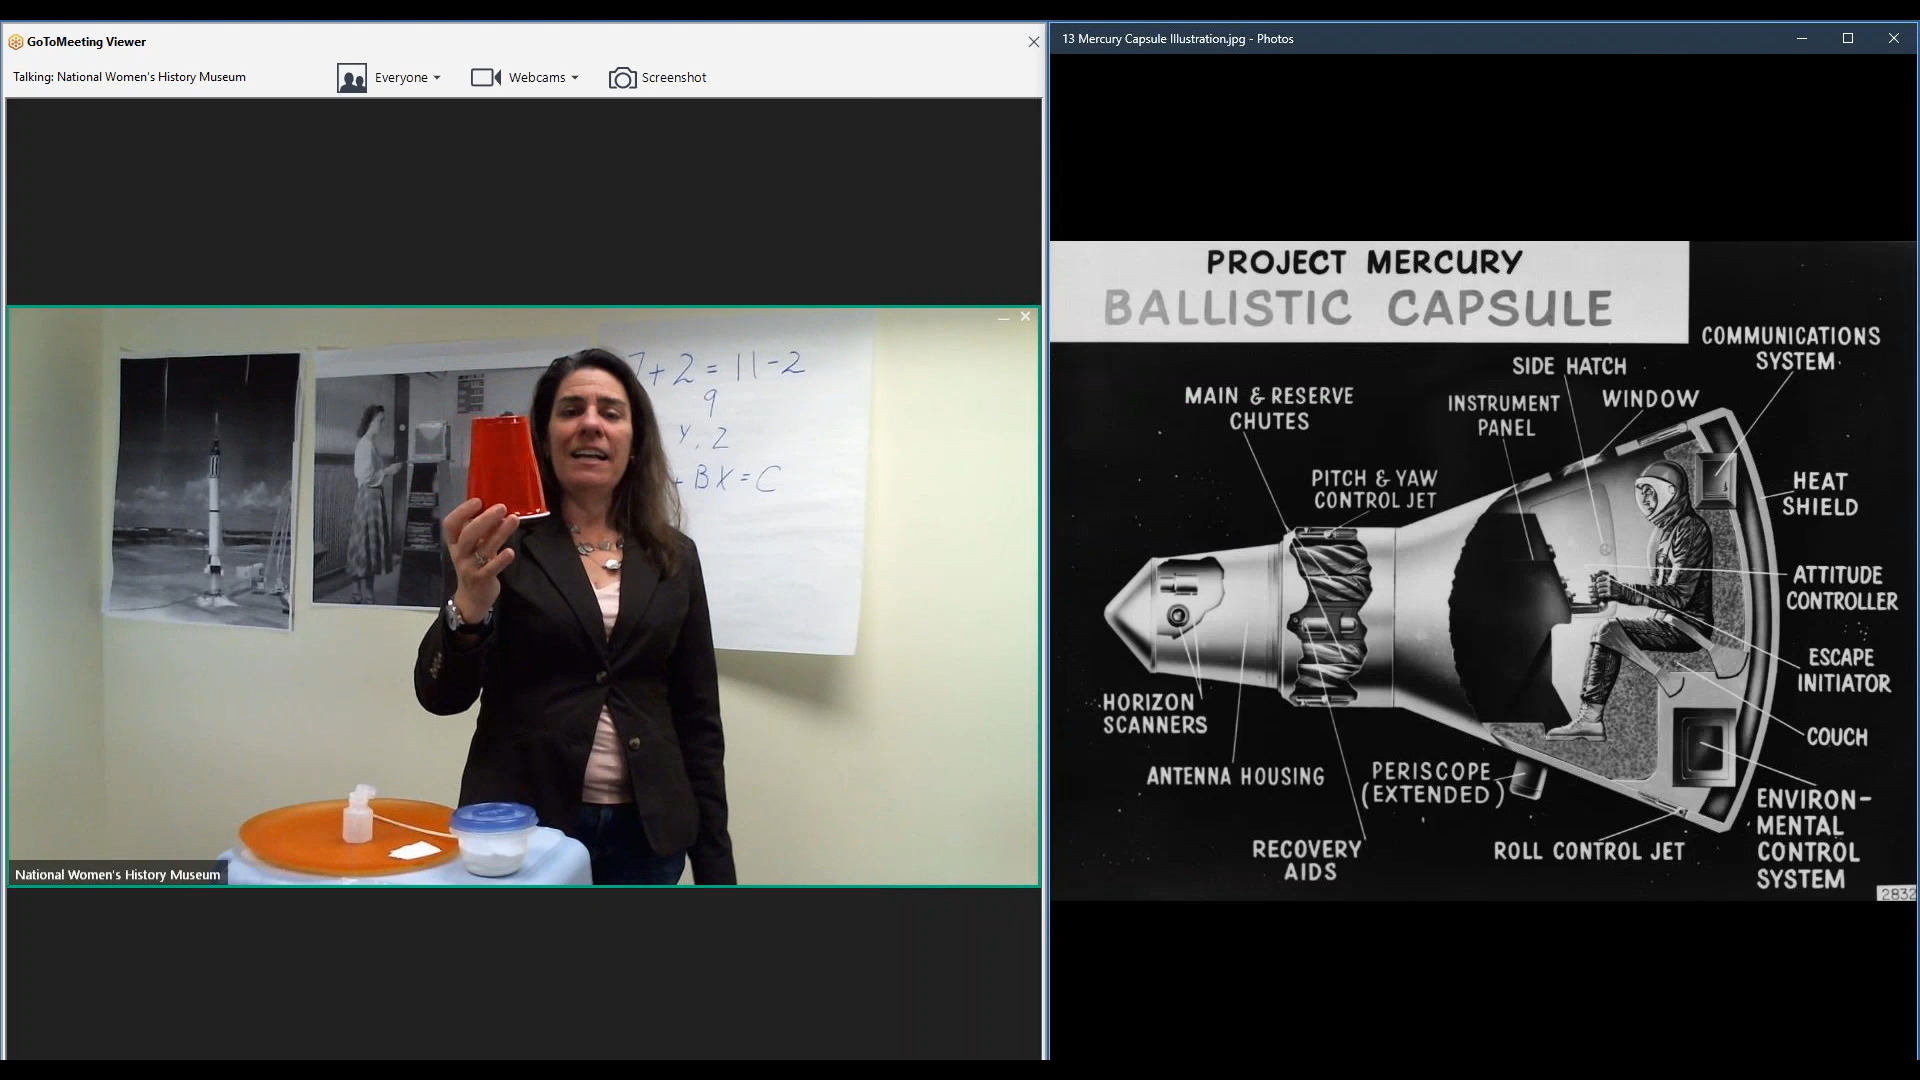 GoToMeeting Viewer
Talking: National Women's History Museum
Everyone
Webcams
Screenshot
7+2 = 11-2
9
Y, 2
+ BX = C
National Women's History Museum
13 Mercury Capsule Illustration.jpg - Photos
PROJECT MERCURY
BALLISTIC CAPSULE
COMMUNICATIONS
SYSTEM
SIDE HATCH
MAIN & RESERVE
CHUTES
INSTRUMENT
PANEL
WINDOW
PITCH & YAW
CONTROL JET
HEAT
SHIELD
ATTITUDE
CONTROLLER
HORIZON
SCANNERS
ESCAPE
INITIATOR
COUCH
ANTENNA HOUSING
PERISCOPE
(EXTENDED)
ENVIRON-
MENTAL
CONTROL
SYSTEM
RECOVERY
AIDS
ROLL CONTROL JET
2832